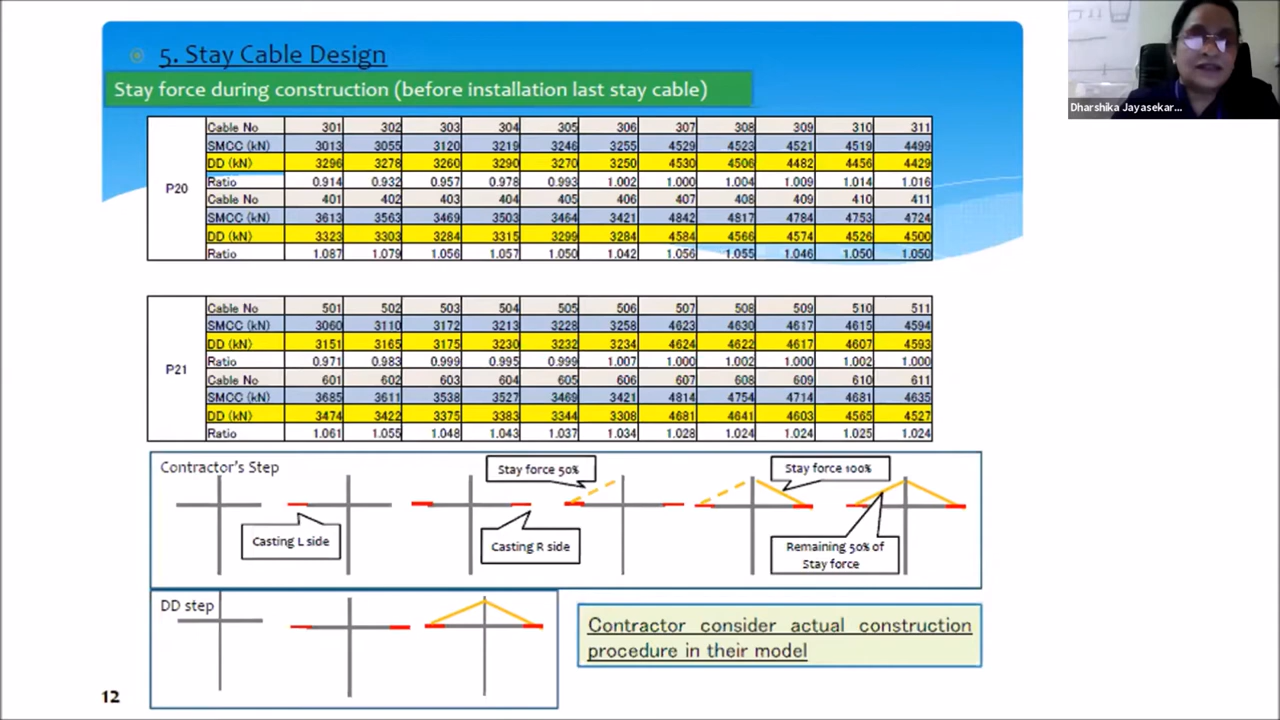 5. Stay Cable Design
Stay force during construction (before installation last stay cable)
P20
Cable No 301 302 303 304 305 306 307 308 309 310 311
SMCC (kN) 3013 3055 3120 3219 3246 3255 4529 4523 4521 4519 4499
DD (kN) 3296 3278 3260 3290 3270 3250 4530 4506 4482 4456 4429
Ratio 0.914 0.932 0.957 0.978 0.993 1.002 1.000 1.004 1.009 1.014 1.016
Cable No 401 402 403 404 405 406 407 408 409 410 411
SMCC (kN) 3613 3563 3469 3503 3464 3421 4842 4817 4784 4753 4724
DD (kN) 3323 3303 3284 3315 3299 3284 4584 4566 4574 4526 4500
Ratio 1.087 1.079 1.056 1.057 1.050 1.042 1.056 1.055 1.046 1.050 1.050
P21
Cable No 501 502 503 504 505 506 507 508 509 510 511
SMCC (kN) 3060 3110 3172 3213 3228 3258 4623 4630 4617 4615 4594
DD (kN) 3151 3165 3175 3230 3232 3234 4624 4622 4617 4607 4593
Ratio 0.971 0.983 0.999 0.995 0.999 1.007 1.000 1.002 1.000 1.002 1.000
Cable No 601 602 603 604 605 606 607 608 609 610 611
SMCC (kN) 3685 3611 3538 3527 3469 3421 4814 4754 4714 4681 4635
DD (kN) 3474 3422 3375 3383 3344 3308 4681 4641 4603 4565 4527
Ratio 1.061 1.055 1.048 1.043 1.037 1.034 1.028 1.024 1.024 1.025 1.024
Contractor's Step
Stay force 50%
Stay force 100%
Casting L side
Casting R side
Remaining 50% of
Stay force
DD step
Contractor consider actual construction
procedure in their model
12
Dharshika Jayasekar...